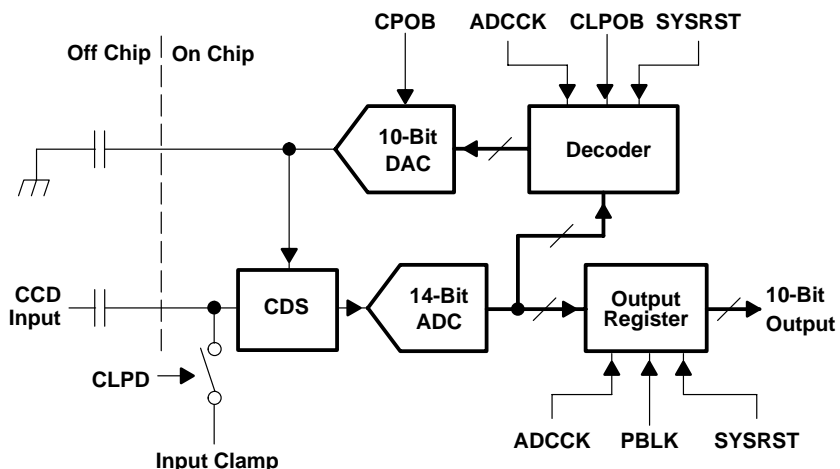 CPOB
ADCCK CLPOB SYSRST
Off Chip On Chip
10-Bit
DAC
Decoder
CCD
Input
CDS
14-Bit
ADC
Output
Register
10-Bit
Output
CLPD
ADCCK PBLK SYSRST
Input Clamp